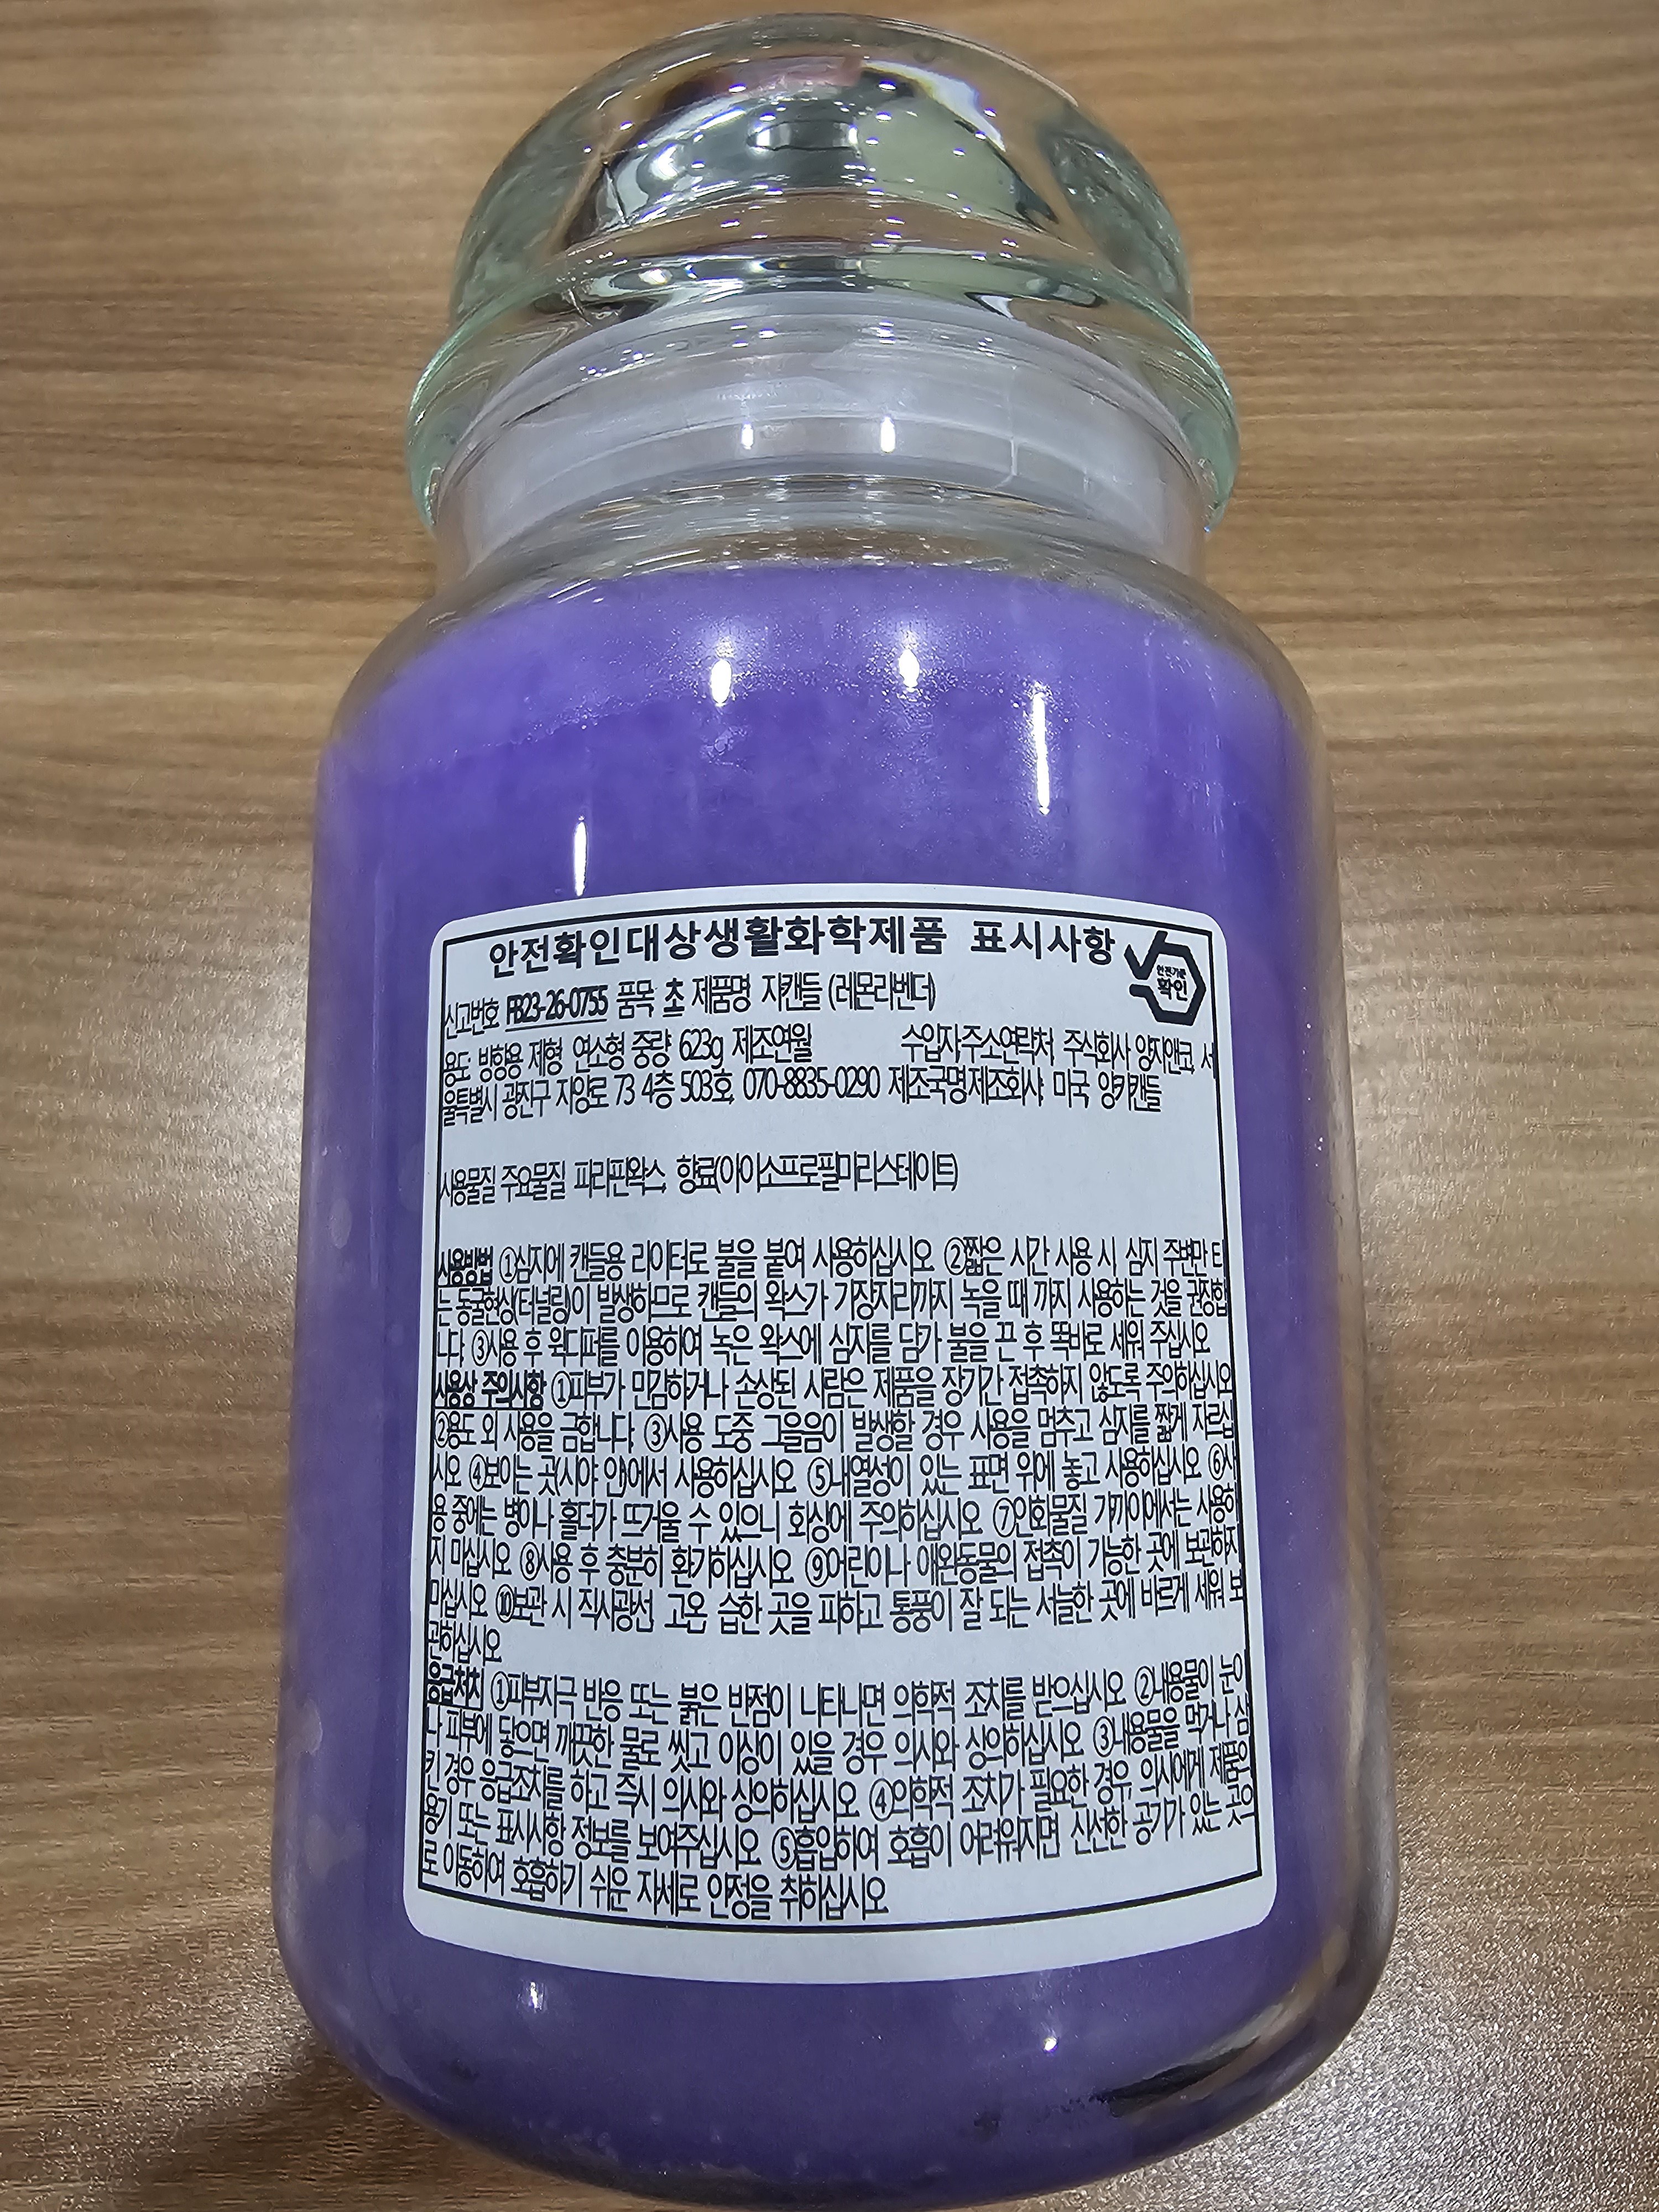 안전확인대상생활화학제품 표시사항
안전기준
확인
신고번호 FB23-26-0755 품목 초 제품명 자캔들 (레몬라벤더)
용도 방향용 제형 연소형 중량 623g 제조연월 수입자,주소,연락처 주식회사 양자앤코, 서
울특별시 광진구 자양로 73 4층 503호, 070-8835-0290 제조국명,제조회사, 미국, 양키캔들
사용물질 주요물질 파라핀왁스, 향료(아이소프로필미리스테이트)
사용방법 ①심지에 캔들용 라이터로 불을 붙여 사용하십시오 ②짧은 시간 사용 시 심지 주변만 타
는 동굴현상(터널링)이 발생하므로 캔들의 왁스가 가장자리까지 녹을 때 까지 사용하는 것을 권장합
니다 ③사용 후 윅디퍼를 이용하여 녹은 왁스에 심지를 담가 불을 끈 후 똑바로 세워 주십시오
사용상 주의사항 ①피부가 민감하거나 손상된 사람은 제품을 장기간 접촉하지 않도록 주의하십시오
②용도 외 사용을 금합니다 ③사용 도중 그을음이 발생할 경우 사용을 멈추고 심지를 짧게 자르십
시오 ④보이는 곳(시야 안)에서 사용하십시오 ⑤내열성이 있는 표면 위에 놓고 사용하십시오 ⑥사
용 중에는 병이나 홀더가 뜨거울 수 있으니 화상에 주의하십시오 ⑦인화물질 가까이에서는 사용하
지 마십시오 ⑧사용 후 충분히 환기하십시오 ⑨어린이나 애완동물의 접촉이 가능한 곳에 보관하지
마십시오 ⑩보관 시 직사광선, 고온, 습한 곳을 피하고 통풍이 잘 되는 서늘한 곳에 바르게 세워 보
관하십시오
응급처치 ①피부자극 반응 또는 붉은 반점이 나타나면 의학적 조치를 받으십시오 ②내용물이 눈이
나 피부에 닿으면 깨끗한 물로 씻고 이상이 있을 경우 의사와 상의하십시오 ③내용물을 먹거나 삼
킨 경우 응급조치를 하고 즉시 의사와 상의하십시오 ④의학적 조치가 필요한 경우, 의사에게 제품의
용기 또는 표시사항 정보를 보여주십시오 ⑤흡입하여 호흡이 어려워지면 신선한 공기가 있는 곳으
로 이동하여 호흡하기 쉬운 자세로 안정을 취하십시오